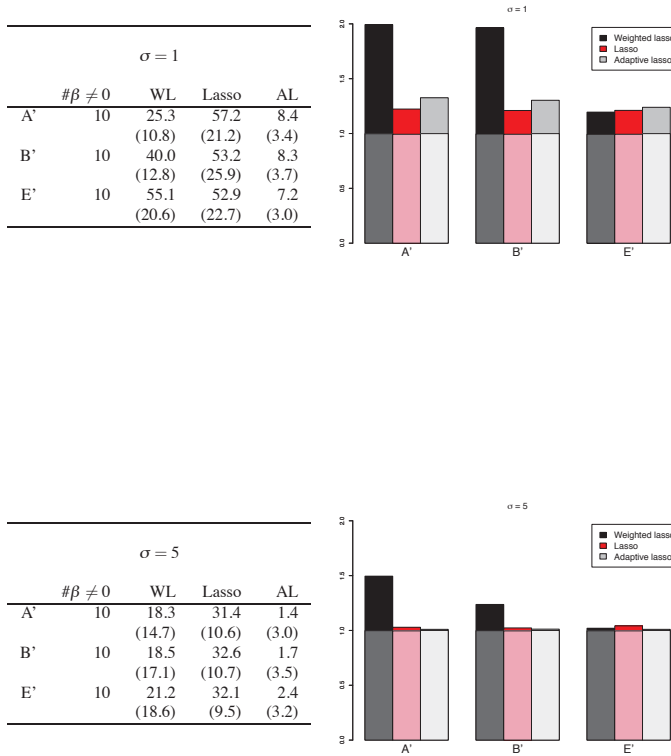 σ = 1
#β ≠ 0 WL Lasso AL
A’ 10 25.3 57.2 8.4
(10.8) (21.2) (3.4)
B’ 10 40.0 53.2 8.3
(12.8) (25.9) (3.7)
E’ 10 55.1 52.9 7.2
(20.6) (22.7) (3.0)
σ = 1
2.0
1.5
1.0
0.5
0.0
Weighted lasso
Lasso
Adaptive lasso
A'
B'
E'
σ = 5
#β ≠ 0 WL Lasso AL
A’ 10 18.3 31.4 1.4
(14.7) (10.6) (3.0)
B’ 10 18.5 32.6 1.7
(17.1) (10.7) (3.5)
E’ 10 21.2 32.1 2.4
(18.6) (9.5) (3.2)
σ = 5
2.0
1.5
1.0
0.5
0.0
Weighted lasso
Lasso
Adaptive lasso
A'
B'
E'